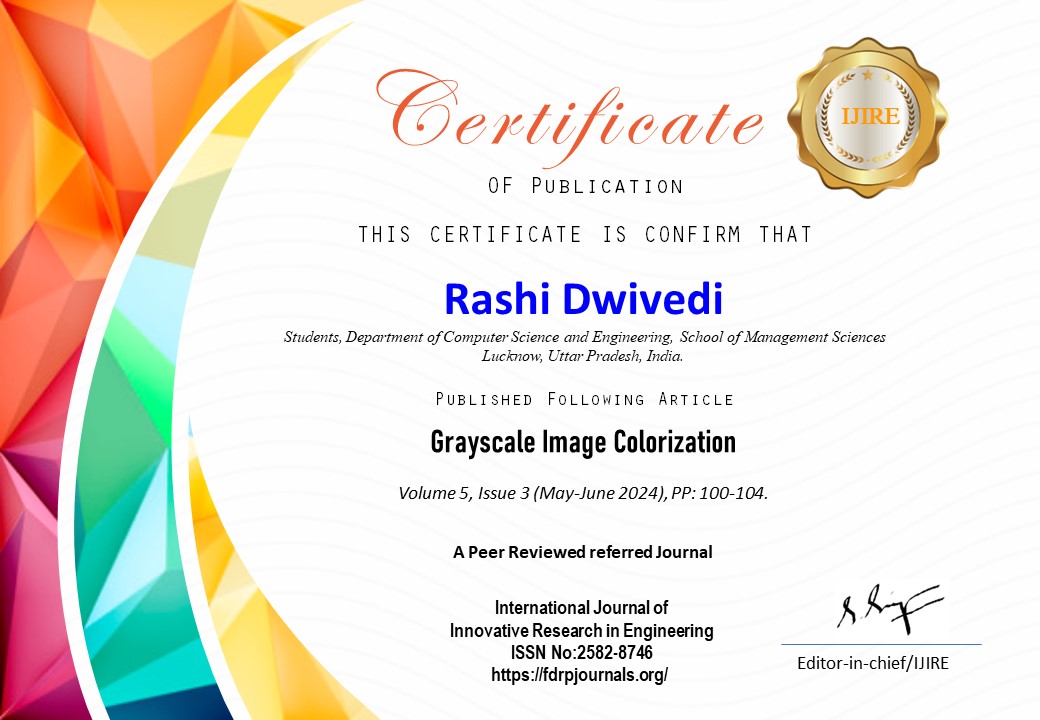 Certificate
IJIRE
OF PUBLICATION
THIS CERTIFICATE IS CONFIRM THAT
Rashi Dwivedi
Students, Department of Computer Science and Engineering, School of Management Sciences
Lucknow, Uttar Pradesh, India.
PUBLISHED FOLLOWING ARTICLE
Grayscale Image Colorization
Volume 5, Issue 3 (May-June 2024), PP: 100-104.
A Peer Reviewed referred Journal
International Journal of
Innovative Research in Engineering
ISSN No:2582-8746
https://fdrpjournals.org/
Editor-in-chief/IJIRE